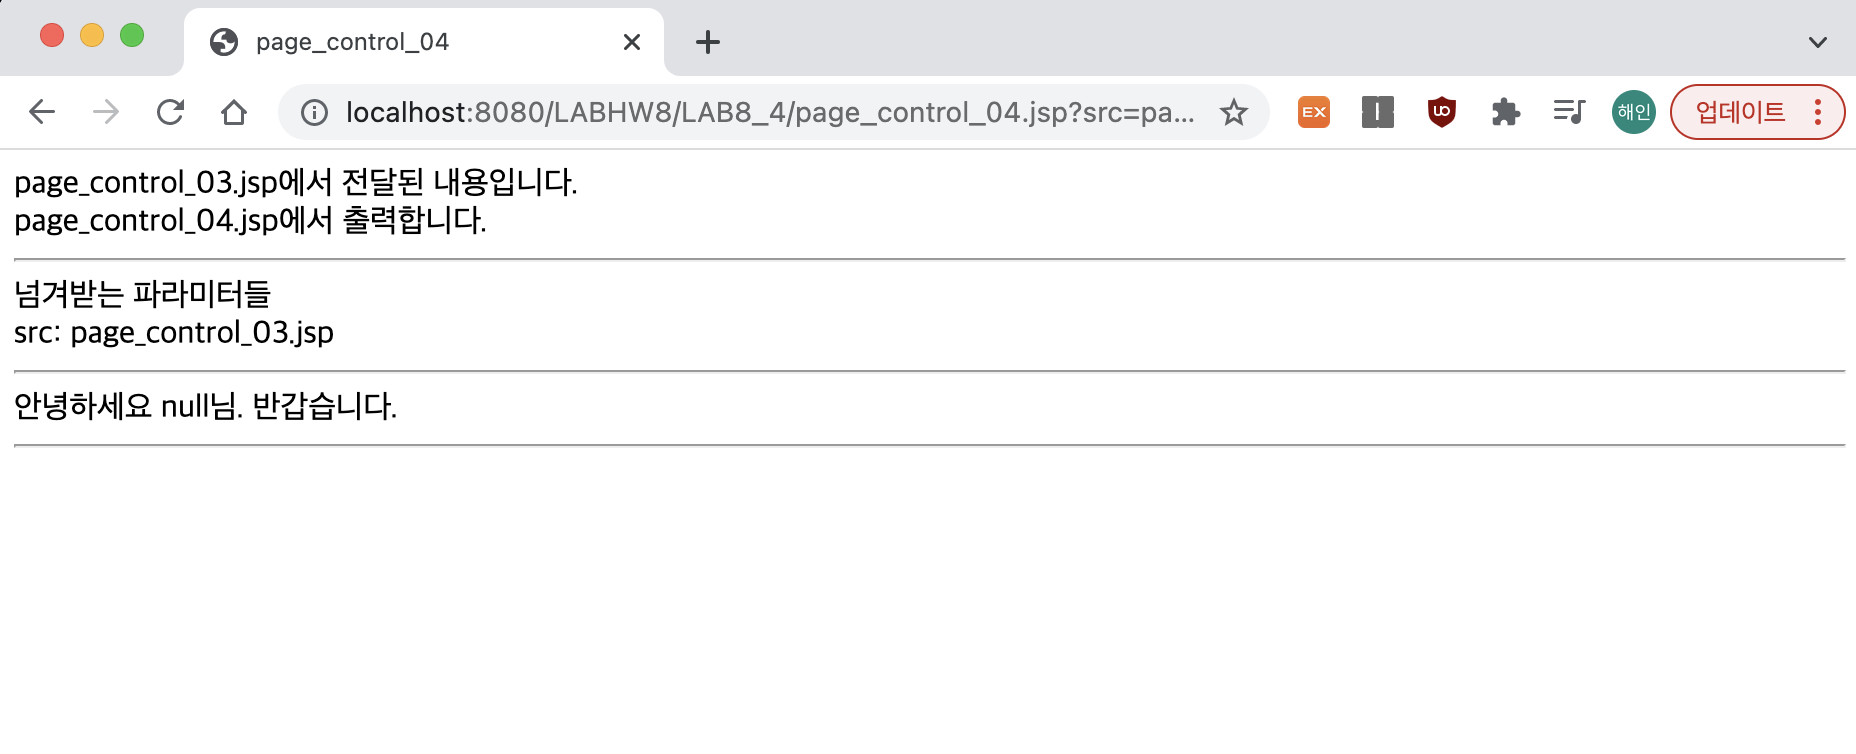 page_control_04
localhost:8080/LABHW8/LAB8_4/page_control_04.jsp?src=pa...
EX
해인
업데이트
page_control_03.jsp에서 전달된 내용입니다.
page_control_04.jsp에서 출력합니다.
넘겨받는 파라미터들
src: page_control_03.jsp
안녕하세요 null님. 반갑습니다.